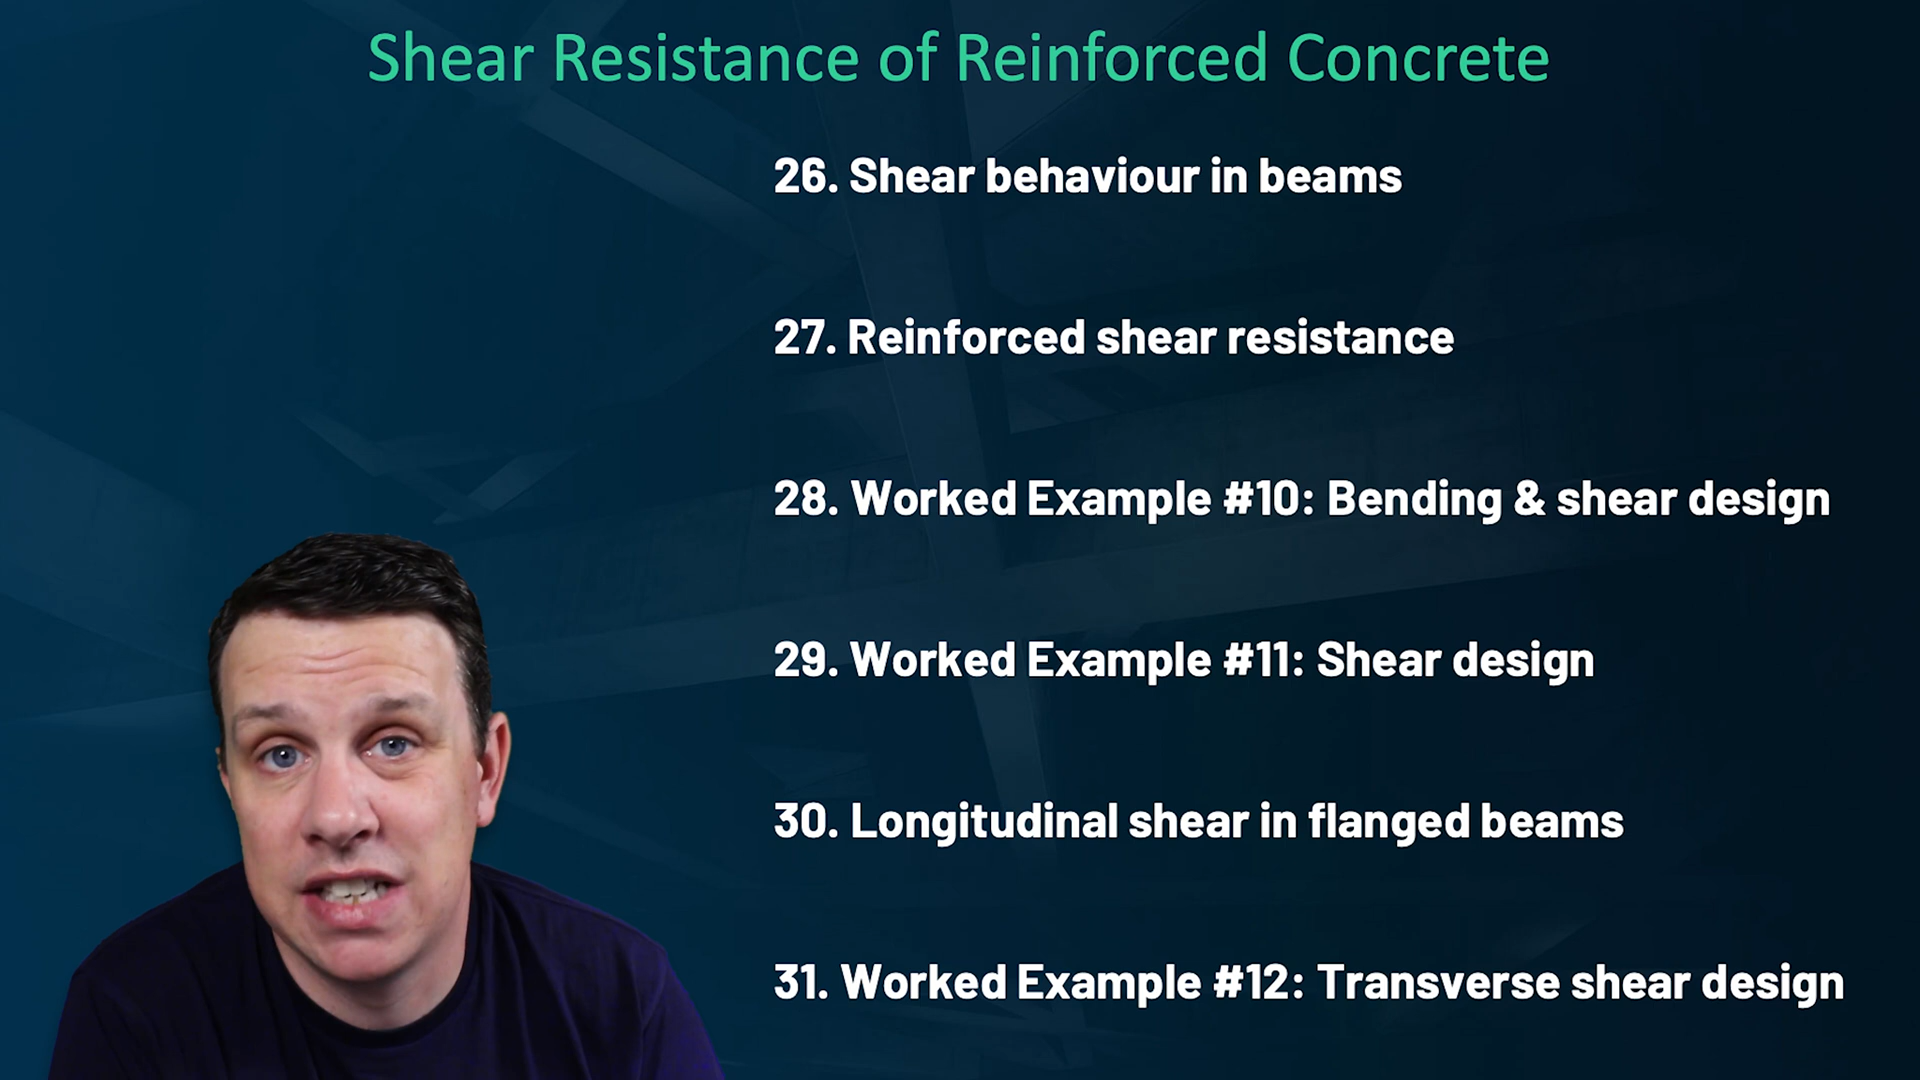 Shear Resistance of Reinforced Concrete
26. Shear behaviour in beams
27. Reinforced shear resistance
28. Worked Example #10: Bending & shear design
29. Worked Example #11: Shear design
30. Longitudinal shear in flanged beams
31. Worked Example #12: Transverse shear design